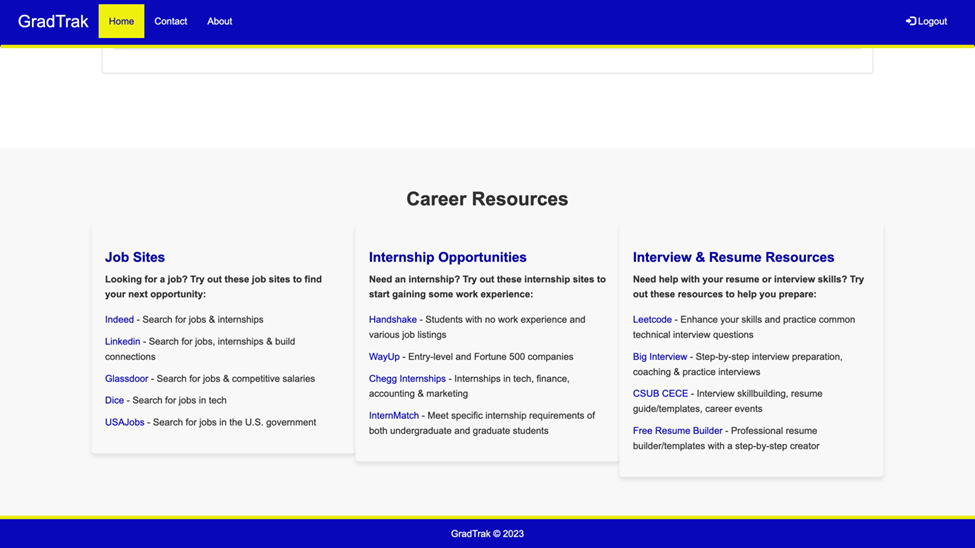 GradTrak Home Contact About Logout
Career Resources
Job Sites
Looking for a job? Try out these job sites to find
your next opportunity:
Indeed - Search for jobs & internships
Linkedin - Search for jobs, internships & build
connections
Glassdoor - Search for jobs & competitive salaries
Dice - Search for jobs in tech
USAJobs - Search for jobs in the U.S. government
Internship Opportunities
Need an internship? Try out these internship sites to
start gaining some work experience:
Handshake - Students with no work experience and
various job listings
WayUp - Entry-level and Fortune 500 companies
Chegg Internships - Internships in tech, finance,
accounting & marketing
InternMatch - Meet specific internship requirements of
both undergraduate and graduate students
Interview & Resume Resources
Need help with your resume or interview skills? Try
out these resources to help you prepare:
Leetcode - Enhance your skills and practice common
technical interview questions
Big Interview - Step-by-step interview preparation,
coaching & practice interviews
CSUB CECE - Interview skillbuilding, resume
guide/templates, career events
Free Resume Builder - Professional resume
builder/templates with a step-by-step creator
GradTrak © 2023